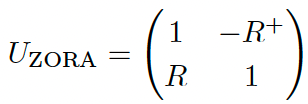 U_ZORA = ( 1 -R^+
R 1 )